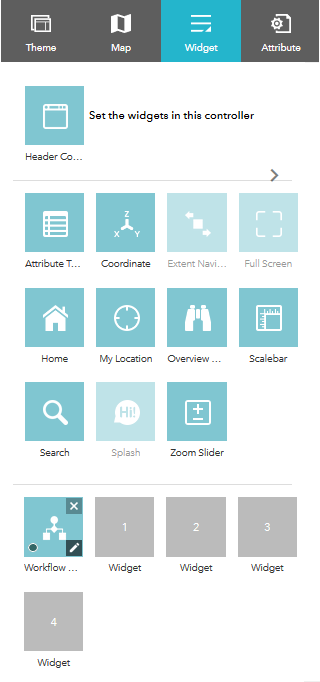 Theme Map Widget Attribute
Set the widgets in this controller
Header Co...
Z
X Y
Attribute T... Coordinate Extent Navi... Full Screen
Home My Location Overview ... Scalebar
Hi!
Search Splash Zoom Slider
1 2 3
Workflow ... Widget Widget Widget
4
Widget